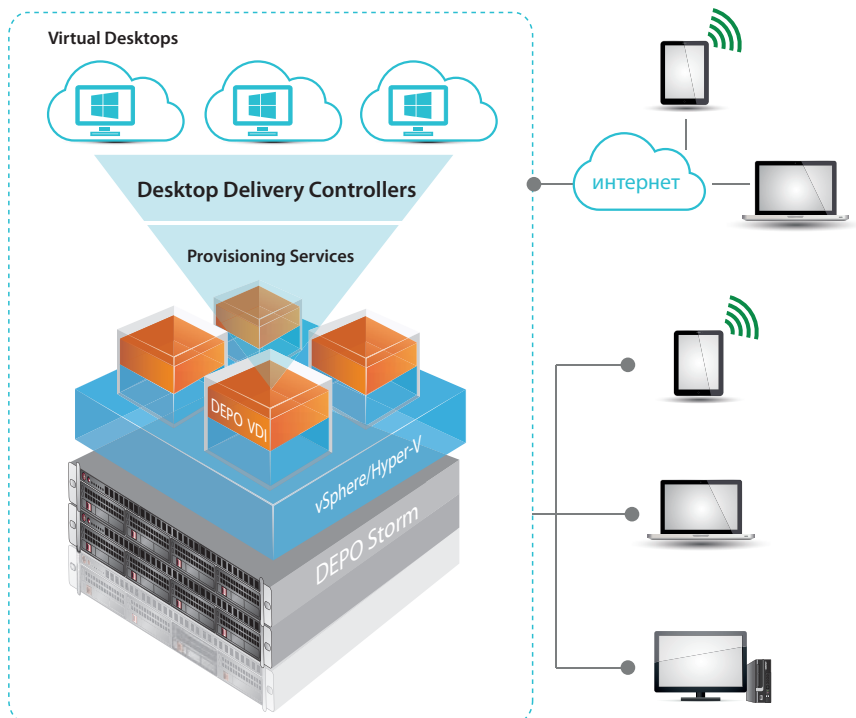 Virtual Desktops
Desktop Delivery Controllers
Provisioning Services
интернет
DEPO VDI
vSphere/Hyper-V
DEPO Storm